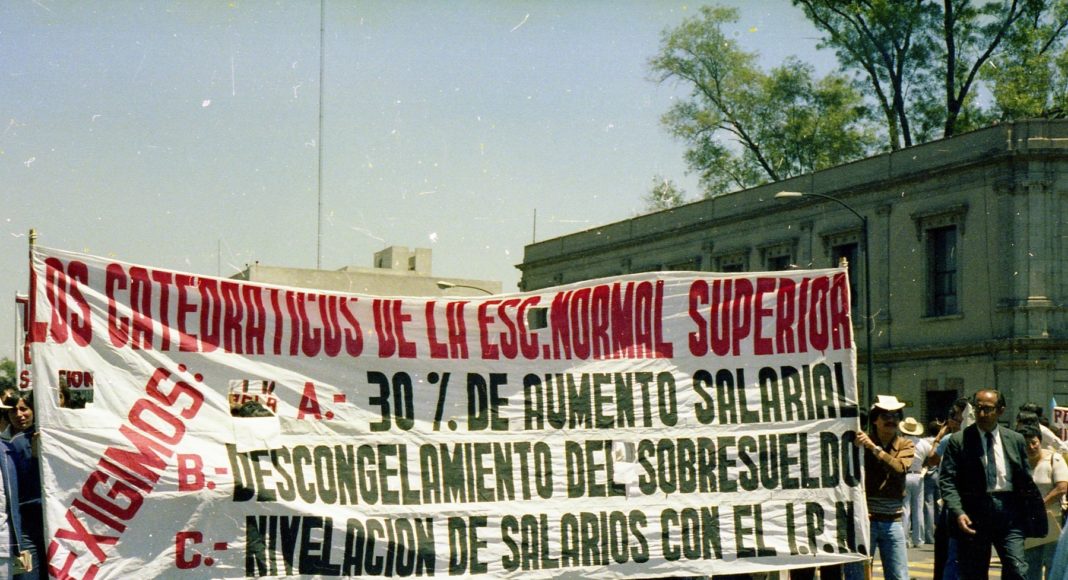 LOS CATEDRATICOS DE LA ESC. NORMAL SUPERIOR
EXIGIMOS:
A.- 30 % DE AUMENTO SALARIAL
B.- DESCONGELAMIENTO DEL SOBRESUELDO
C.- NIVELACION DE SALARIOS CON EL I.P.N